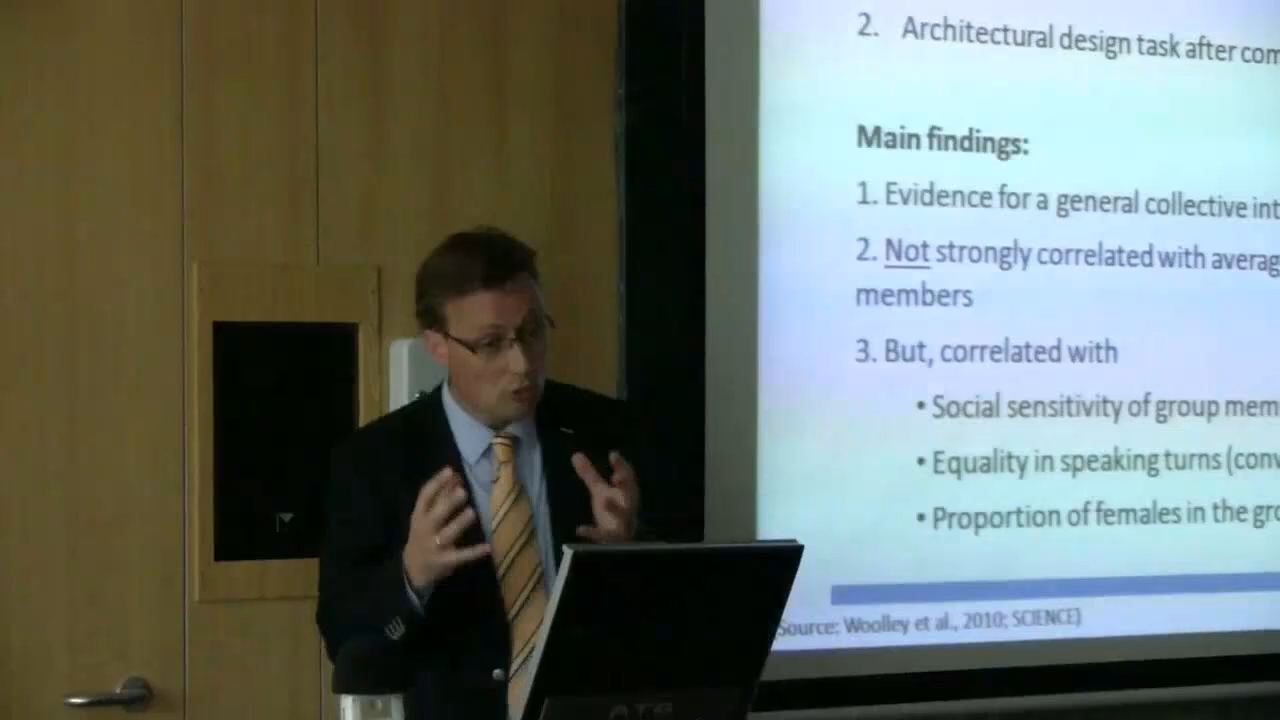 2. Architectural design task after com
Main findings:
1. Evidence for a general collective int
2. Not strongly correlated with averag
members
3. But, correlated with
• Social sensitivity of group mem
• Equality in speaking turns (conv
• Proportion of females in the gro
Source: Woolley et al., 2010; SCIENCE)